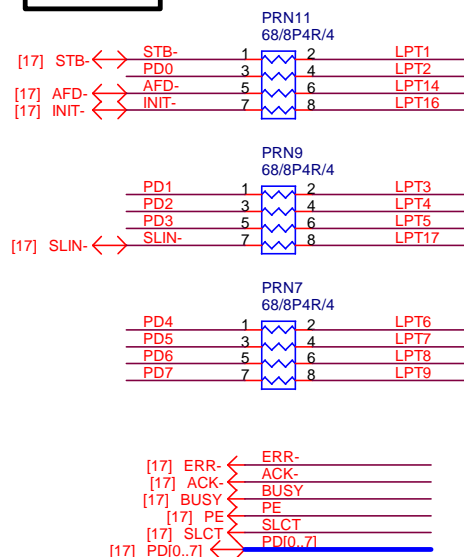 PRN11
68/8P4R/4
[17] STB- STB- 1 2 LPT1
PD0 3 4 LPT2
[17] AFD- AFD- 5 6 LPT14
[17] INIT- INIT- 7 8 LPT16
PRN9
68/8P4R/4
PD1 1 2 LPT3
PD2 3 4 LPT4
PD3 5 6 LPT5
[17] SLIN- SLIN- 7 8 LPT17
PRN7
68/8P4R/4
PD4 1 2 LPT6
PD5 3 4 LPT7
PD6 5 6 LPT8
PD7 7 8 LPT9
[17] ERR- ERR-
[17] ACK- ACK-
[17] BUSY BUSY
[17] PE PE
[17] SLCT SLCT
[17] PD[0..7] PD[0..7]